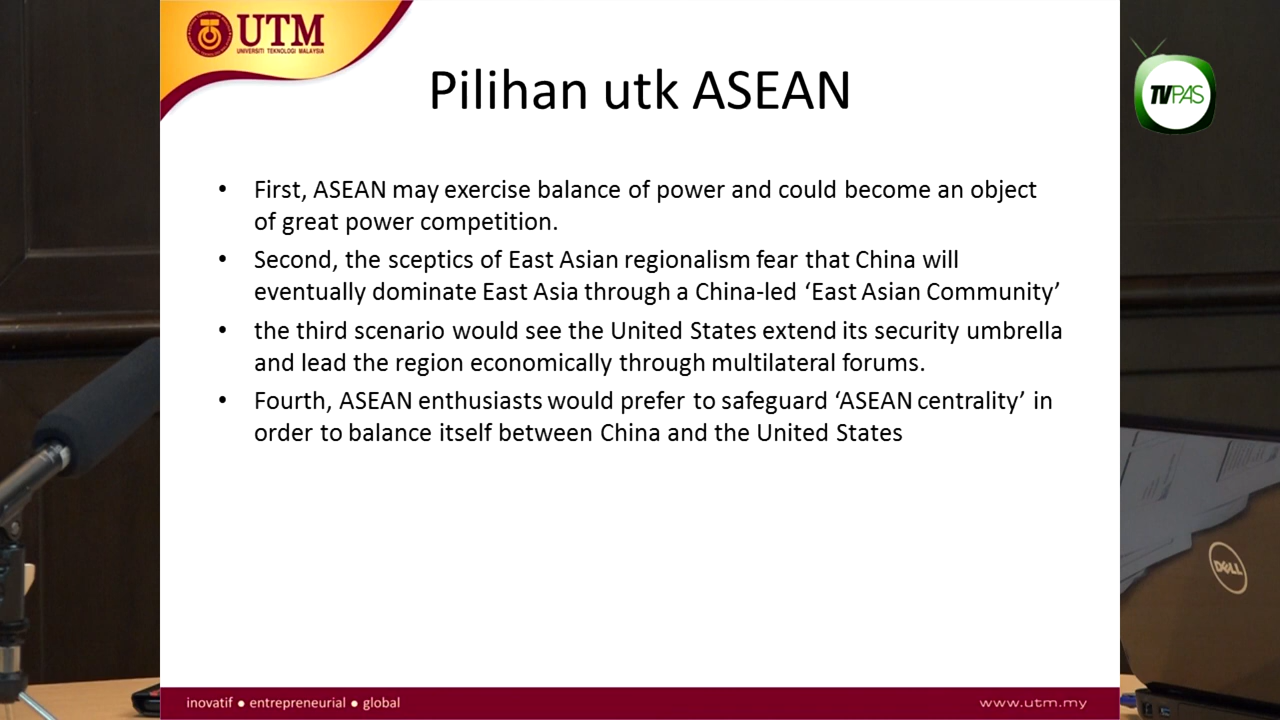 UTM
UNIVERSITI TEKNOLOGI MALAYSIA
Pilihan utk ASEAN
TVPAS
• First, ASEAN may exercise balance of power and could become an object
of great power competition.
• Second, the sceptics of East Asian regionalism fear that China will
eventually dominate East Asia through a China-led ‘East Asian Community’
• the third scenario would see the United States extend its security umbrella
and lead the region economically through multilateral forums.
• Fourth, ASEAN enthusiasts would prefer to safeguard ‘ASEAN centrality’ in
order to balance itself between China and the United States
DELL
inovatif ● entrepreneurial ● global
www.utm.my